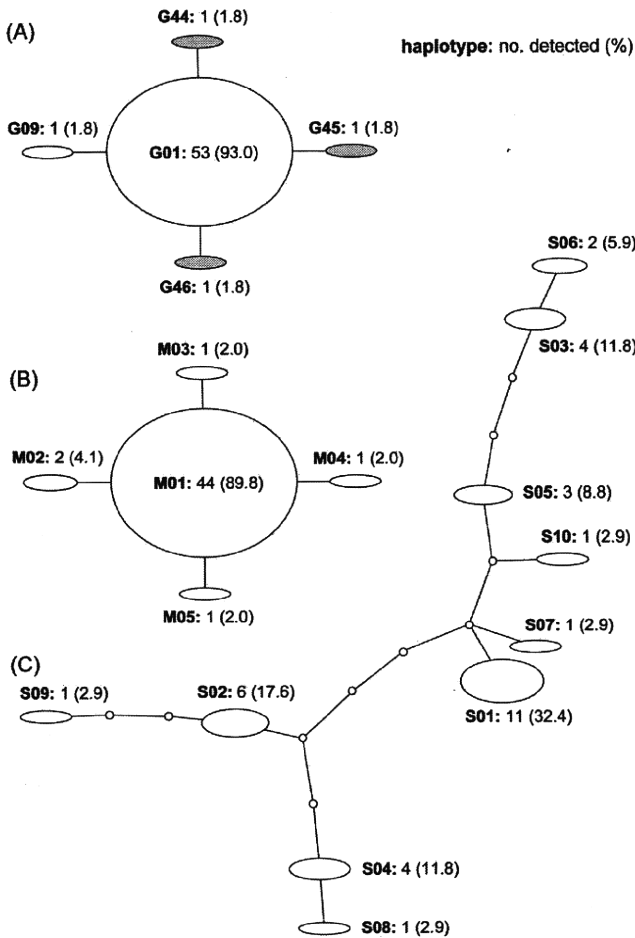 (A)
G44: 1 (1.8)
haplotype: no. detected (%)
G09: 1 (1.8)
G45: 1 (1.8)
G01: 53 (93.0)
G46: 1 (1.8)
S06: 2 (5.9)
S03: 4 (11.8)
(B)
M03: 1 (2.0)
M02: 2 (4.1)
M04: 1 (2.0)
M01: 44 (89.8)
M05: 1 (2.0)
S05: 3 (8.8)
S10: 1 (2.9)
S07: 1 (2.9)
(C)
S09: 1 (2.9)
S02: 6 (17.6)
S01: 11 (32.4)
S04: 4 (11.8)
S08: 1 (2.9)